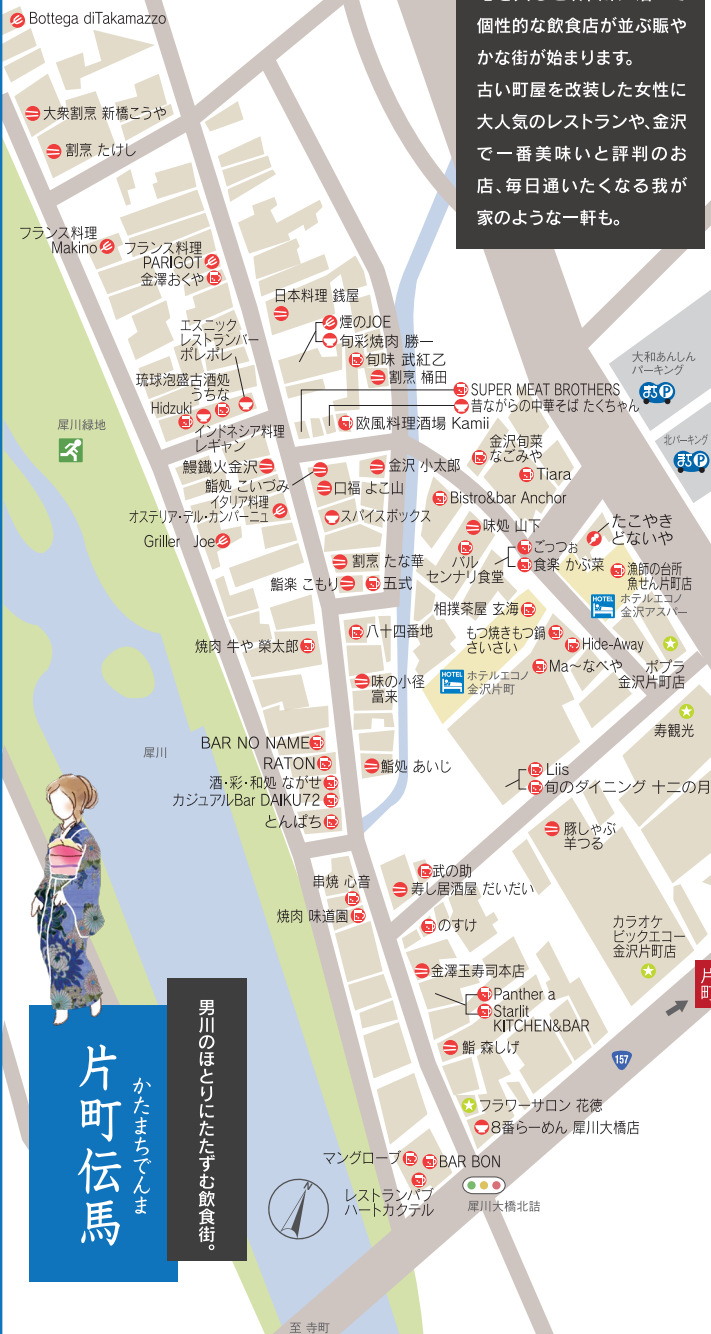 個性的な飲食店が並ぶ賑や
かな街が始まります。
古い町屋を改装した女性に
大人気のレストランや、金沢
で一番美味いと評判のお
店、毎日通いたくなる我が
家のような一軒も。
Bottega diTakamazzo
大衆割烹 新橋こうや
割烹 たけし
フランス料理
Makino
フランス料理
PARIGOT
金澤おくや
日本料理 銭屋
煙のJOE
旬彩焼肉 勝一
旬味 武紅乙
割烹 桶田
エスニック
レストランバー
ポレポレ
琉球泡盛古酒処
うちな
Hidzuki
インドネシア料理
レギャン
SUPER MEAT BROTHERS
昔ながらの中華そば たくちゃん
欧風料理酒場 Kamii
大和あんしん
パーキング
まちP
北パーキング
まちP
犀川緑地
鰻鐵火金沢
鮨処 こいづみ
イタリア料理
オステリア・デル・カンパーニュ
Griller Joe
金沢 小太郎
口福 よこ山
スパイスボックス
金沢旬菜
なごみや
Tiara
Bistro&bar Anchor
味処 山下
バル
センナリ食堂
ごっつぉ
食楽 かぶ菜
たこやき
どないや
漁師の台所
魚せん片町店
HOTEL
ホテルエコノ
金沢アスパー
割烹 たな華
鮨楽 こもり
五式
相撲茶屋 玄海
八十四番地
もつ焼きもつ鍋
さいさい
Hide-Away
Ma〜なべや
ポプラ
金沢片町店
焼肉 牛や 榮太郎
HOTEL
ホテルエコノ
金沢片町
味の小径
富来
寿観光
犀川
BAR NO NAME
RATON
酒・彩・和処 ながせ
カジュアルBar DAIKU72
とんぱち
鮨処 あいじ
Liis
旬のダイニング 十二の月
豚しゃぶ
羊つる
武の助
寿し居酒屋 だいだい
串焼 心音
焼肉 味道園
のすけ
カラオケ
ビックエコー
金沢片町店
金澤玉寿司本店
片町
Panther a
Starlit
KITCHEN&BAR
鮨 森しげ
157
フラワーサロン 花徳
8番らーめん 犀川大橋店
マングローブ
BAR BON
レストランパブ
ハートカクテル
犀川大橋北詰
N
至 寺町
男川のほとりにたたずむ飲食街。
かたまちでんま
片町伝馬